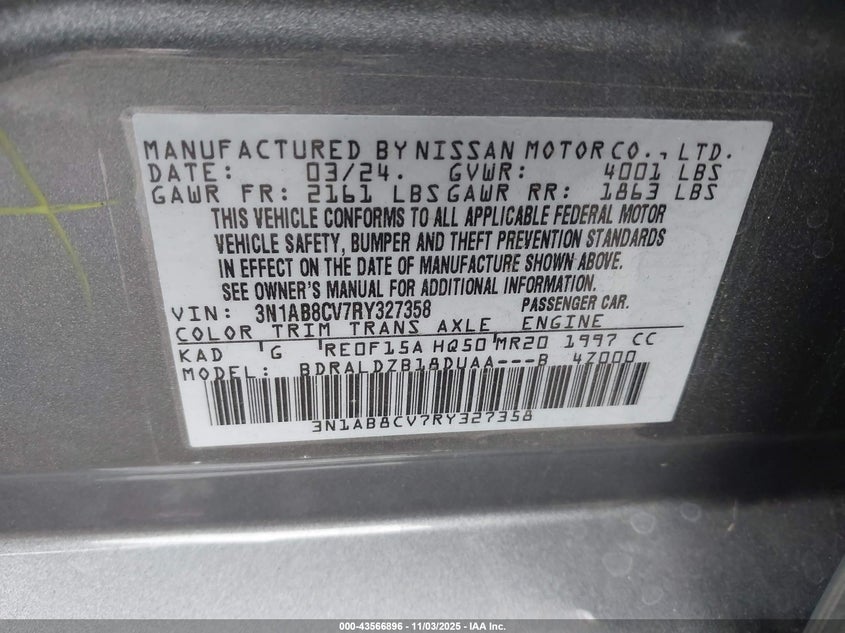 MANUFACTURED BY NISSAN MOTOR CO., LTD.
DATE: 03/24. GVWR: 4001 LBS
GAWR FR: 2161 LBS GAWR RR: 1863 LBS
THIS VEHICLE CONFORMS TO ALL APPLICABLE FEDERAL MOTOR
VEHICLE SAFETY, BUMPER AND THEFT PREVENTION STANDARDS
IN EFFECT ON THE DATE OF MANUFACTURE SHOWN ABOVE.
SEE OWNER'S MANUAL FOR ADDITIONAL INFORMATION.
VIN: 3N1AB8CV7RY327358 PASSENGER CAR.
COLOR TRIM TRANS AXLE ENGINE
KAD G RE0F15A HQ50 MR20 1997 CC
MODEL: BDRALDZB18DUAA---B 4Z000
3N1AB8CV7RY327358
000-43566896 - 11/03/2025 - IAA Inc.